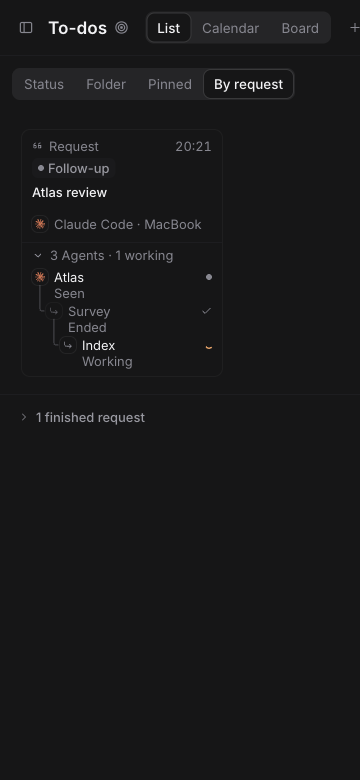 To-dos
List
Calendar
Board
Status
Folder
Pinned
By request
Request
20:21
Follow-up
Atlas review
Claude Code · MacBook
3 Agents · 1 working
Atlas
Seen
Survey
Ended
Index
Working
1 finished request